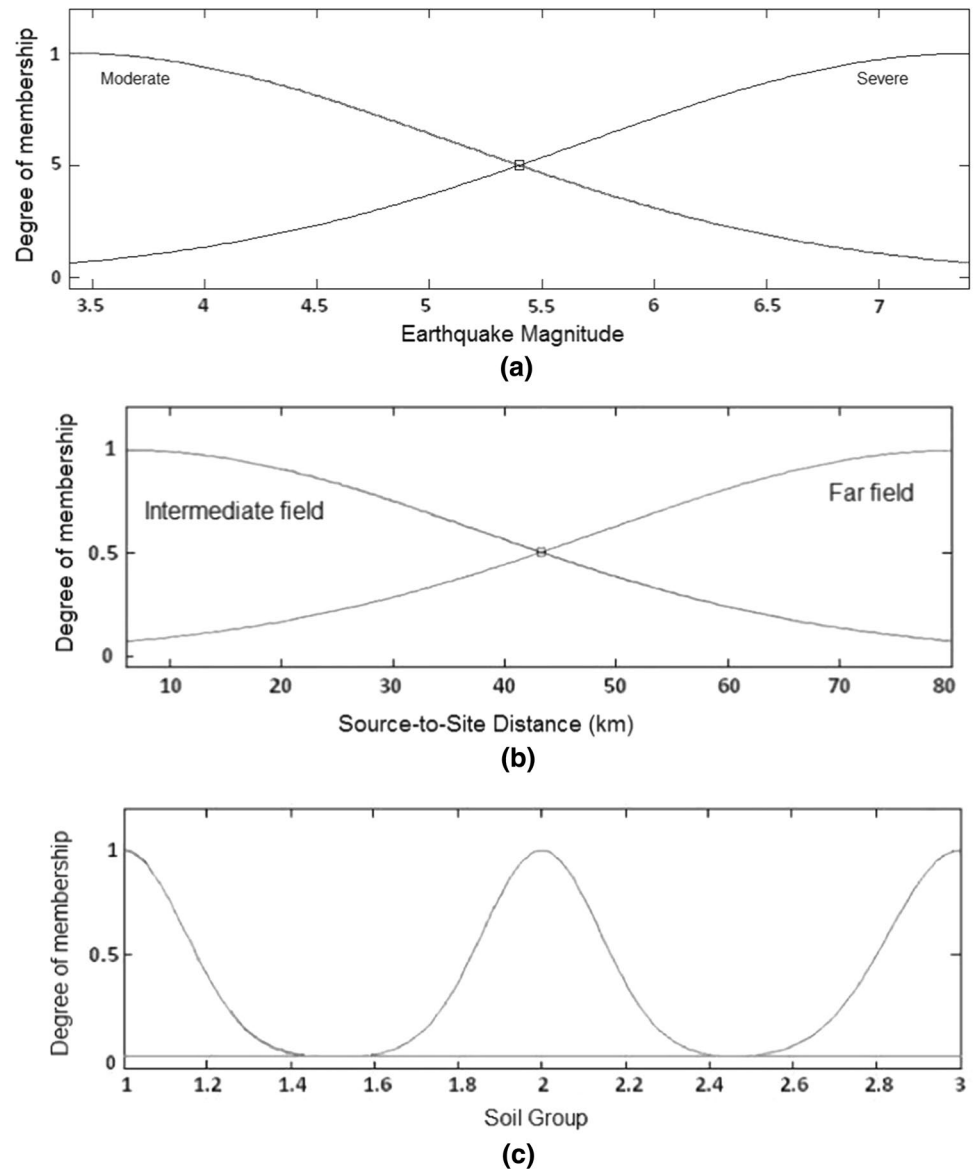 Degree of membership
1
5
0
Moderate
Severe
3.5 4 4.5 5 5.5 6 6.5 7
Earthquake Magnitude
(a)
Degree of membership
1
0.5
0
Intermediate field
Far field
10 20 30 40 50 60 70 80
Source-to-Site Distance (km)
(b)
Degree of membership
1
0.5
0
1 1.2 1.4 1.6 1.8 2 2.2 2.4 2.6 2.8 3
Soil Group
(c)